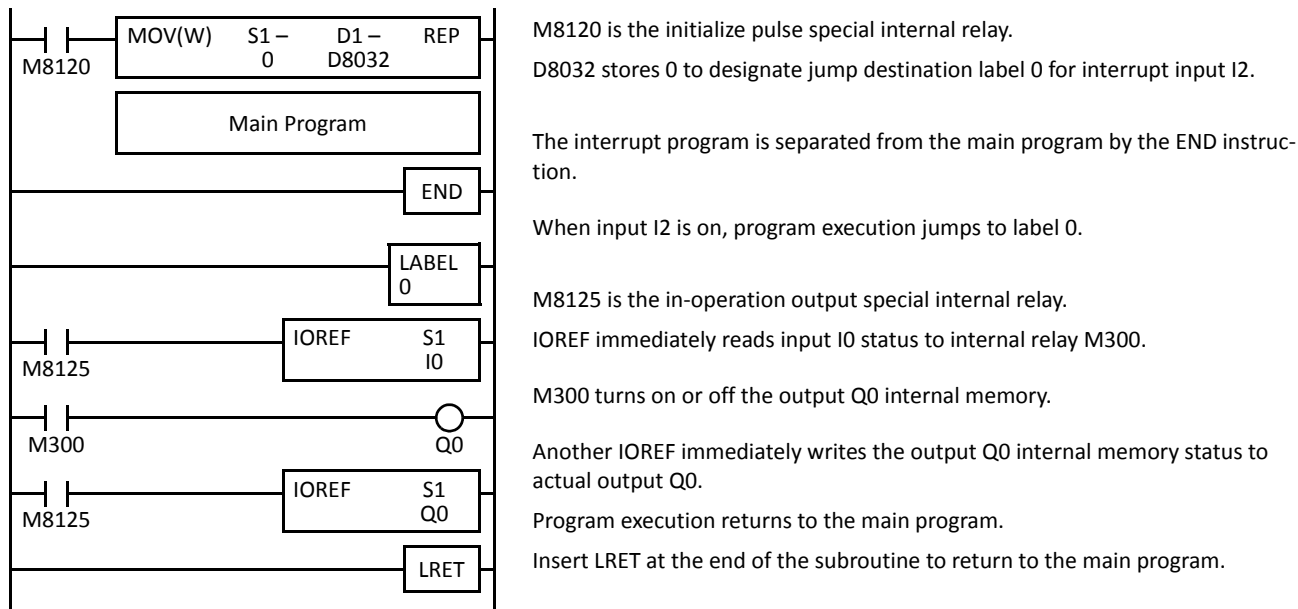 MOV(W) S1 – D1 – REP
0 D8032
M8120
M8120 is the initialize pulse special internal relay.
D8032 stores 0 to designate jump destination label 0 for interrupt input I2.
Main Program
The interrupt program is separated from the main program by the END instruc-
tion.
END
When input I2 is on, program execution jumps to label 0.
LABEL
0
M8125 is the in-operation output special internal relay.
IOREF S1
I0
M8125
IOREF immediately reads input I0 status to internal relay M300.
M300 turns on or off the output Q0 internal memory.
M300 Q0
Another IOREF immediately writes the output Q0 internal memory status to
actual output Q0.
IOREF S1
Q0
M8125
Program execution returns to the main program.
LRET
Insert LRET at the end of the subroutine to return to the main program.